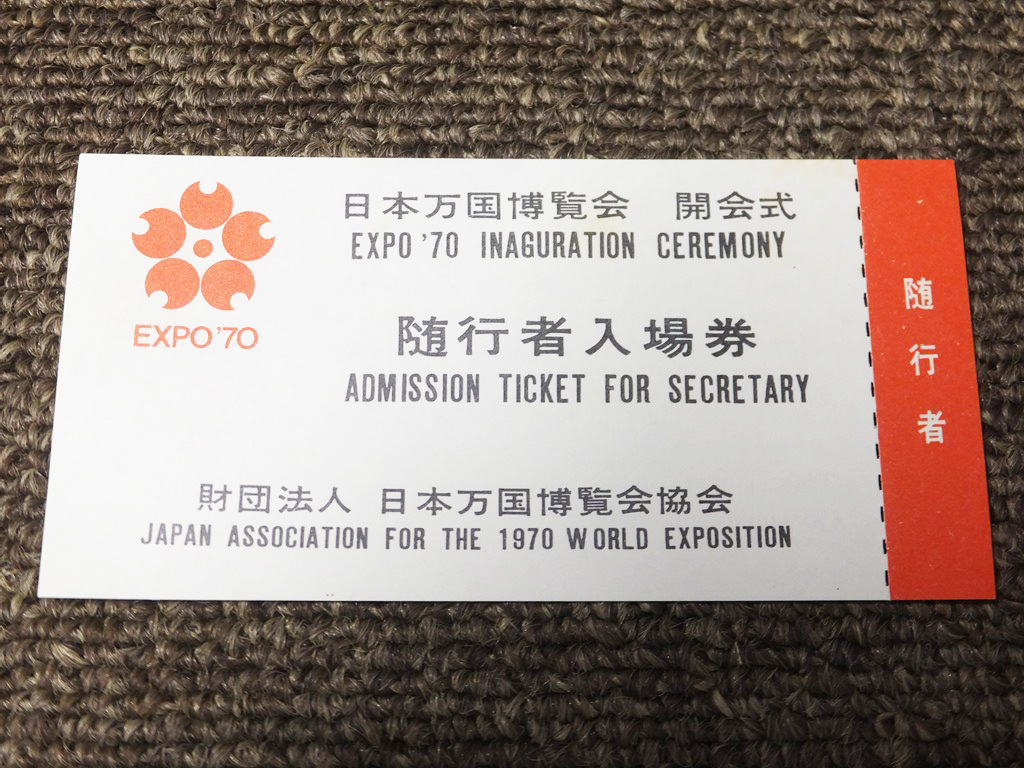 日本万国博覧会 開会式
EXPO '70 INAGURATION CEREMONY
EXPO'70
随行者入場券
ADMISSION TICKET FOR SECRETARY
財団法人 日本万国博覧会協会
JAPAN ASSOCIATION FOR THE 1970 WORLD EXPOSITION
随行者